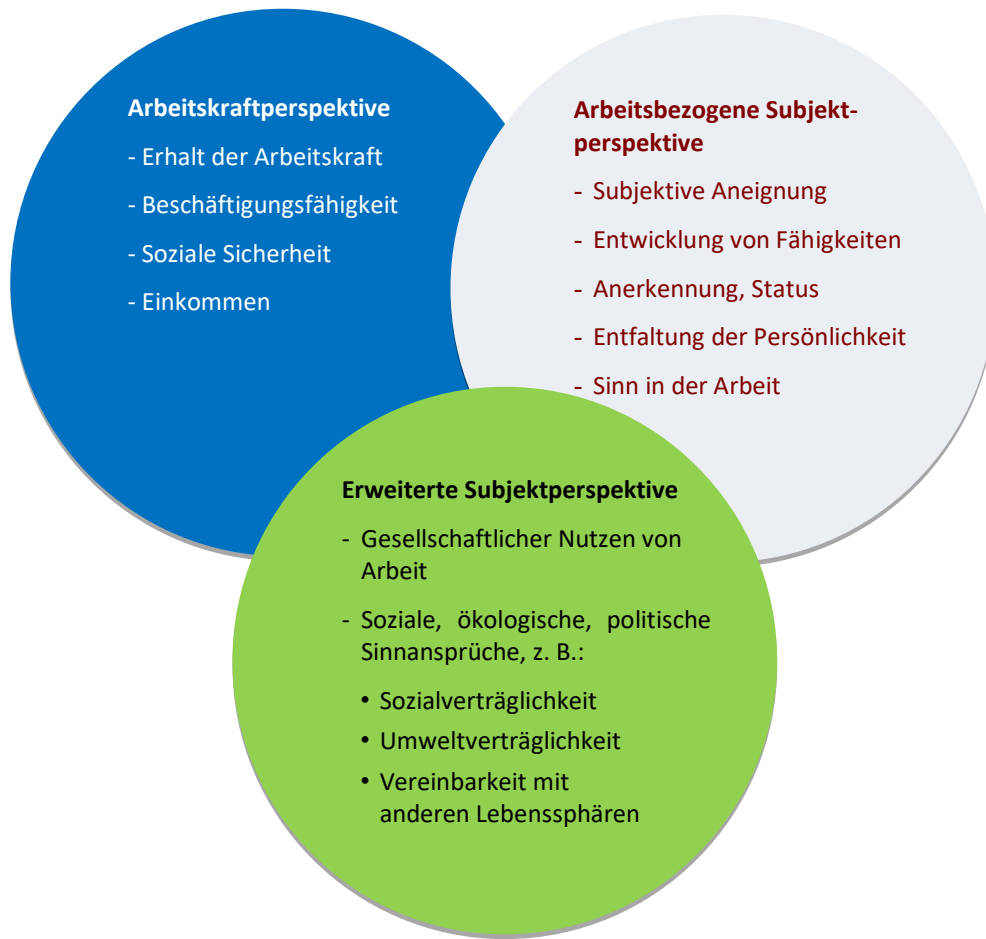 Arbeitskraftperspektive
- Erhalt der Arbeitskraft
- Beschäftigungsfähigkeit
- Soziale Sicherheit
- Einkommen
Arbeitsbezogene Subjekt-
perspektive
- Subjektive Aneignung
- Entwicklung von Fähigkeiten
- Anerkennung, Status
- Entfaltung der Persönlichkeit
- Sinn in der Arbeit
Erweiterte Subjektperspektive
- Gesellschaftlicher Nutzen von
Arbeit
- Soziale, ökologische, politische
Sinnansprüche, z. B.:
• Sozialverträglichkeit
• Umweltverträglichkeit
• Vereinbarkeit mit
anderen Lebenssphären